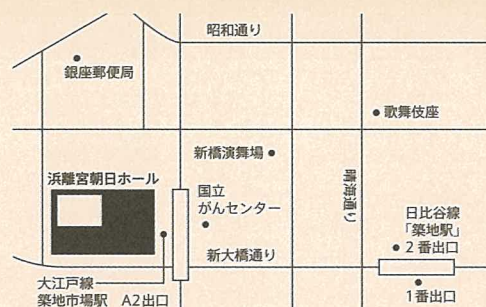 昭和通り
銀座郵便局
歌舞伎座
新橋演舞場
浜離宮朝日ホール
国立
がんセンター
晴海通り
日比谷線
「築地駅」
2番出口
新大橋通り
大江戸線
築地市場駅 A2出口
1番出口